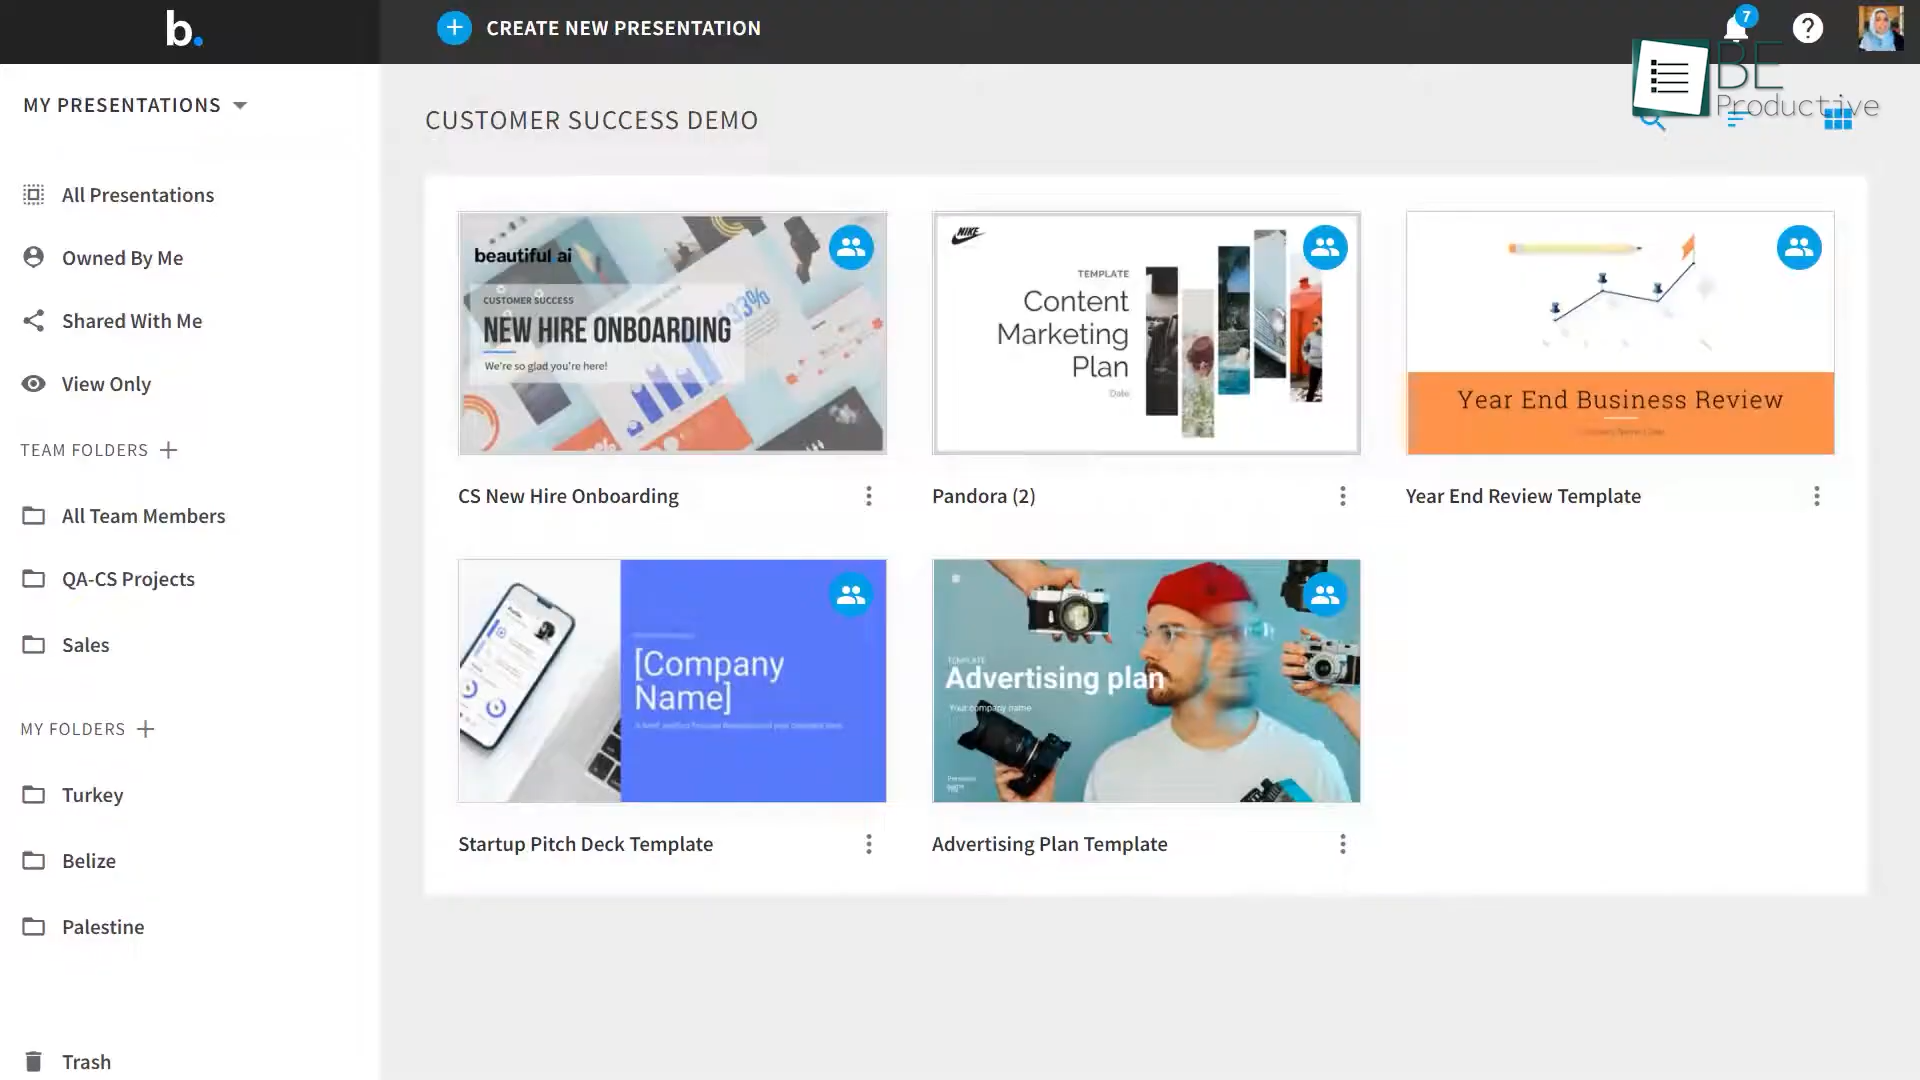 b.
CREATE NEW PRESENTATION
7
?
BE
Productive
MY PRESENTATIONS
CUSTOMER SUCCESS DEMO
All Presentations
Owned By Me
Shared With Me
View Only
TEAM FOLDERS
All Team Members
QA-CS Projects
Sales
MY FOLDERS
Turkey
Belize
Palestine
Trash
beautiful.ai
CUSTOMER SUCCESS
NEW HIRE ONBOARDING
We're so glad you're here!
33%
CS New Hire Onboarding
NIKE
TEMPLATE
Content
Marketing
Plan
Date
Pandora (2)
Year End Business Review
Year End Review Template
[Company
Name]
Startup Pitch Deck Template
TEMPLATE
Advertising plan
Your company name
Advertising Plan Template